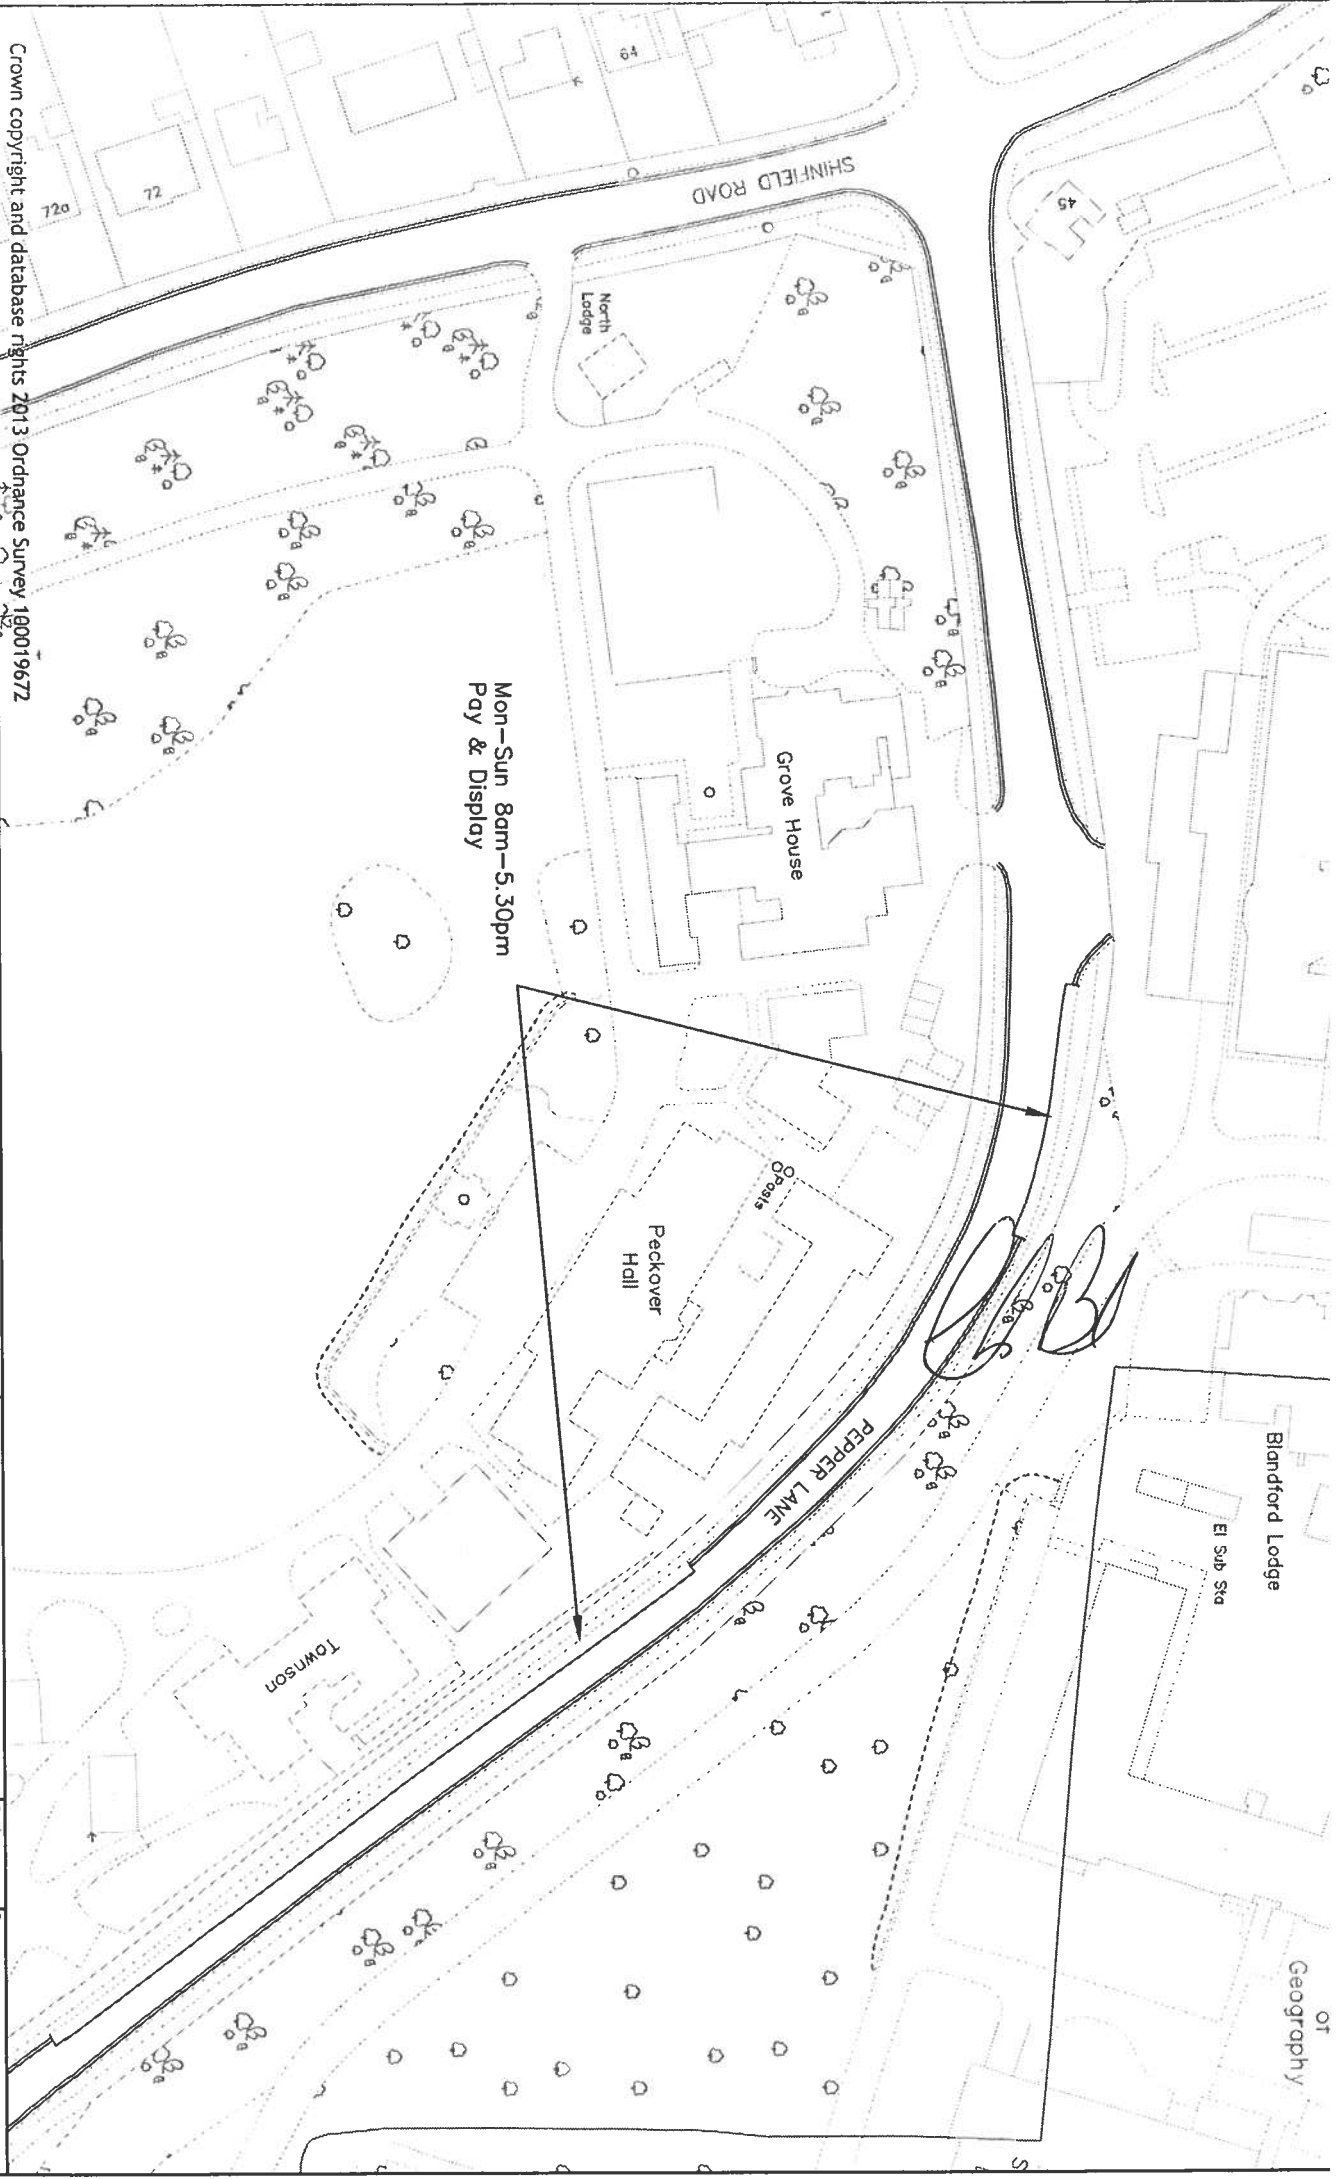 Geography
Blandford Lodge
El Sub Sta
45
SHINFIELD ROAD
64
72
72a
North
Lodge
Grove House
Mon-Sun 8am-5.30pm
Pay & Display
Posts
Peckover
Hall
PEPPER LANE
Townson
Crown copyright and database rights 2013 Ordnance Survey 100019672